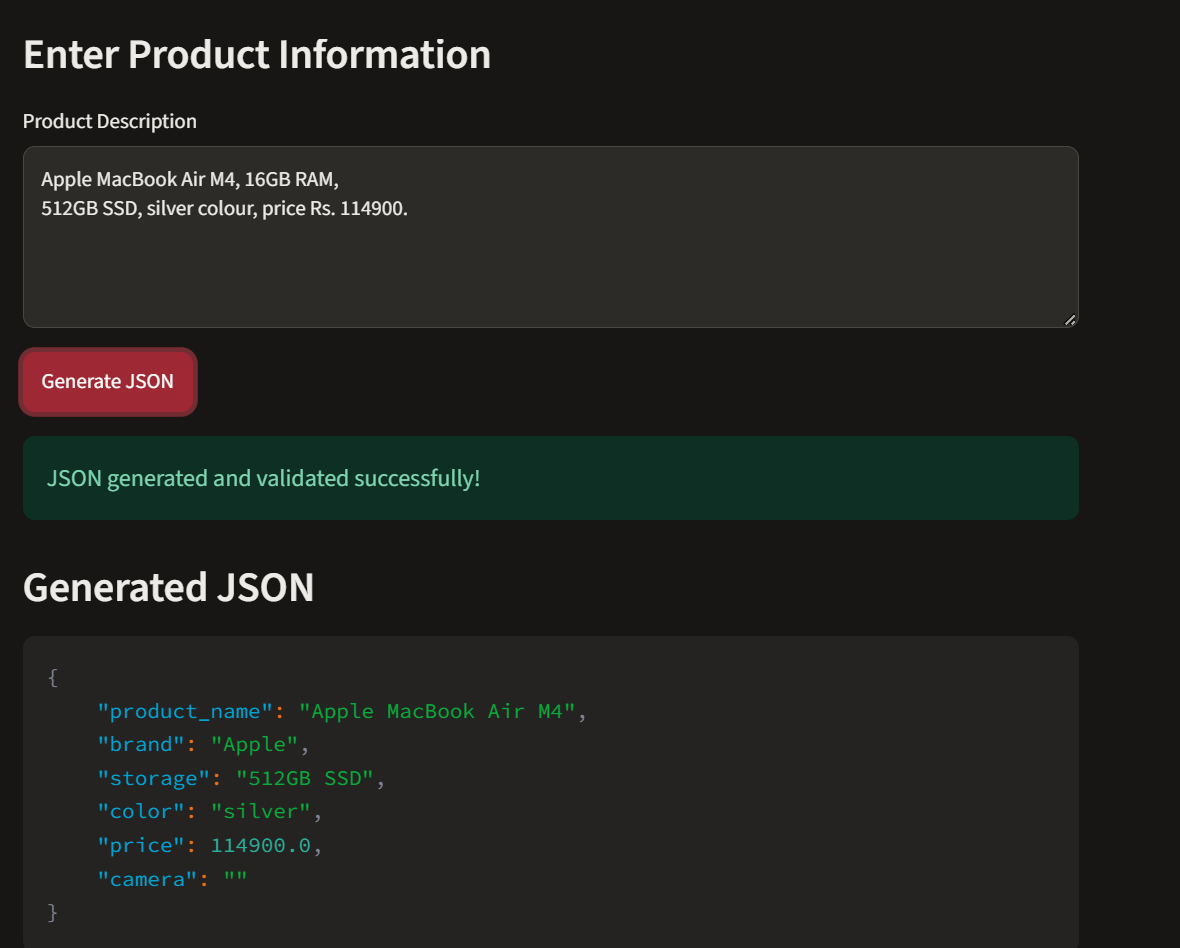 Enter Product Information
Product Description
Apple MacBook Air M4, 16GB RAM,
512GB SSD, silver colour, price Rs. 114900.
Generate JSON
JSON generated and validated successfully!
Generated JSON
{
    "product_name": "Apple MacBook Air M4",
    "brand": "Apple",
    "storage": "512GB SSD",
    "color": "silver",
    "price": 114900.0,
    "camera": ""
}